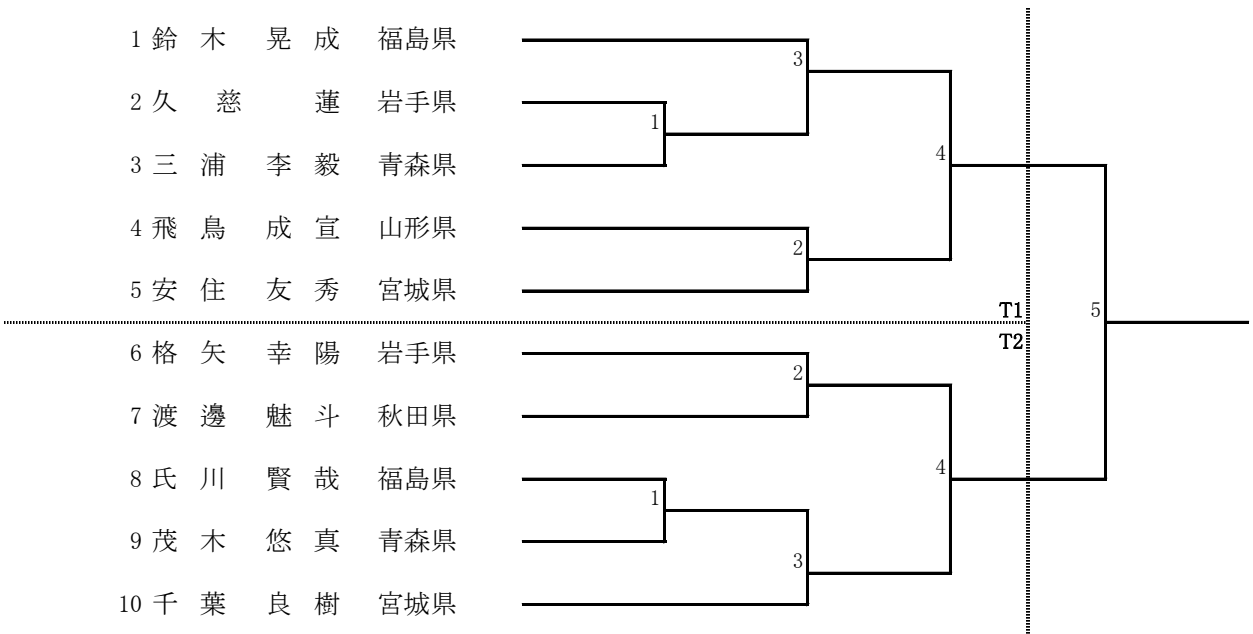 1 鈴 木 晃 成 福島県
3
2 久 慈 蓮 岩手県
1
4
3 三 浦 李 毅 青森県
4 飛 鳥 成 宣 山形県
2
5 安 住 友 秀 宮城県
T1 5
T2
6 格 矢 幸 陽 岩手県
2
7 渡 邊 魅 斗 秋田県
4
8 氏 川 賢 哉 福島県
1
9 茂 木 悠 真 青森県
3
10 千 葉 良 樹 宮城県